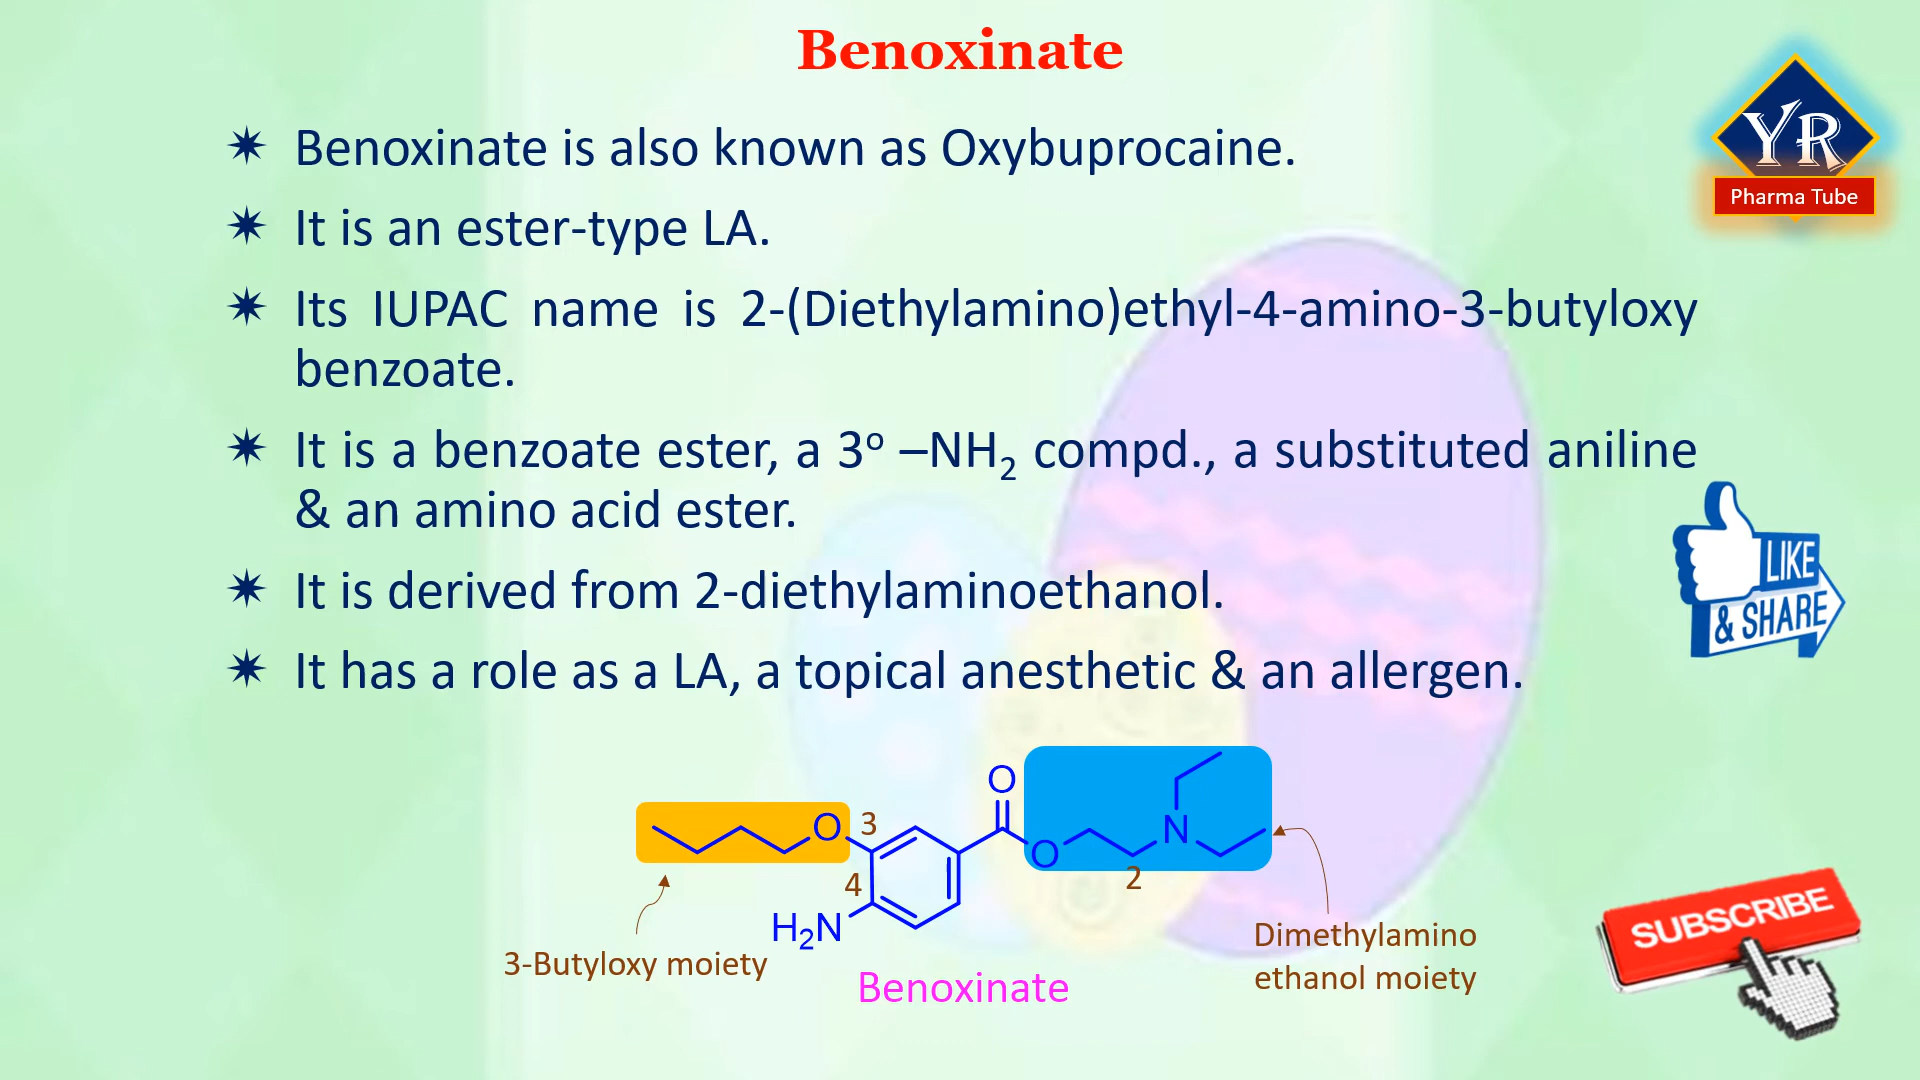 Benoxinate
YR
Pharma Tube
✷ Benoxinate is also known as Oxybuprocaine.
✷ It is an ester-type LA.
✷ Its IUPAC name is 2-(Diethylamino)ethyl-4-amino-3-butyloxy
benzoate.
✷ It is a benzoate ester, a 3º –NH₂ compd., a substituted aniline
& an amino acid ester.
✷ It is derived from 2-diethylaminoethanol.
✷ It has a role as a LA, a topical anesthetic & an allergen.
LIKE
& SHARE
O
O
3
N
O
4
2
H₂N
3-Butyloxy moiety
Dimethylamino
ethanol moiety
Benoxinate
SUBSCRIBE